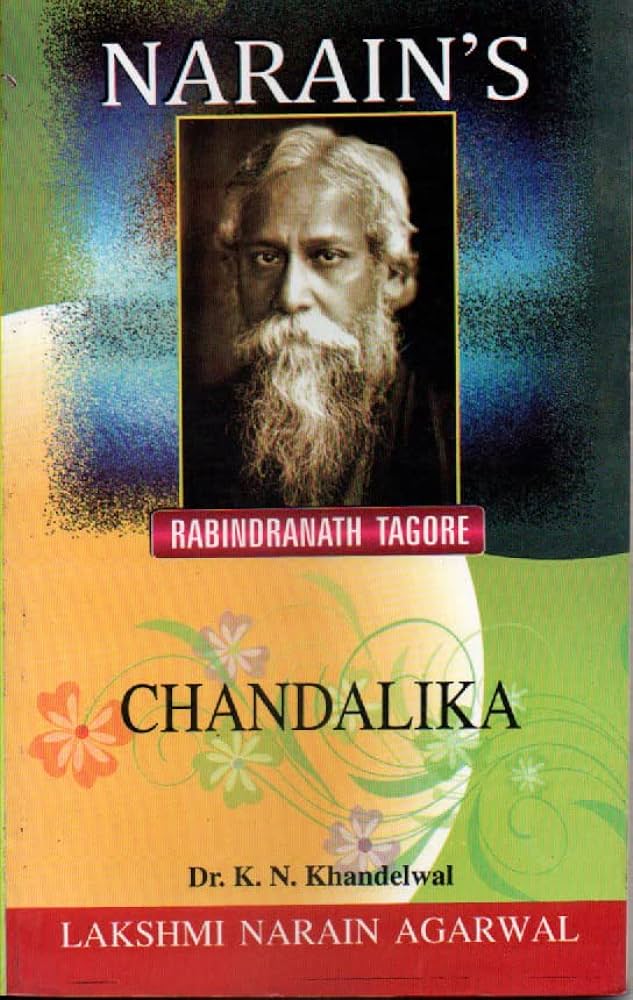 NARAIN'S
RABINDRANATH TAGORE
CHANDALIKA
Dr. K. N. Khandelwal
LAKSHMI NARAIN AGARWAL